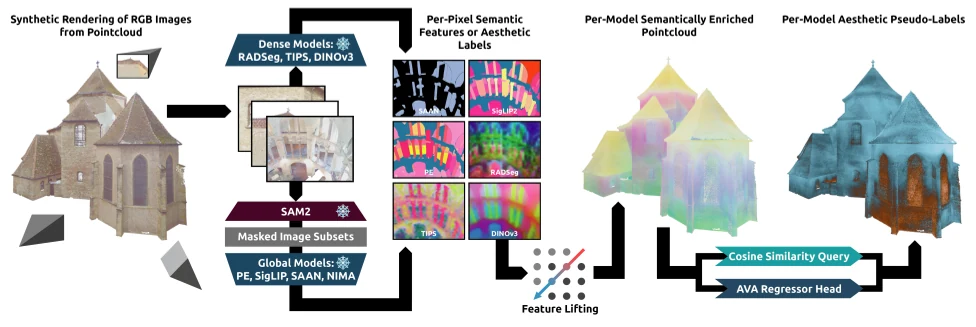 Synthetic Rendering of RGB Images
from Pointcloud
Dense Models:
RADSeg, TIPS, DINOv3
SAM2
Masked Image Subsets
Global Models:
PE, SigLIP, SAAN, NIMA
Per-Pixel Semantic
Features or Aesthetic
Labels
SAAN
SigLIP2
PE
RADSeg
TIPS
DINOv3
Feature Lifting
Per-Model Semantically Enriched
Pointcloud
Per-Model Aesthetic Pseudo-Labels
Cosine Similarity Query
AVA Regressor Head